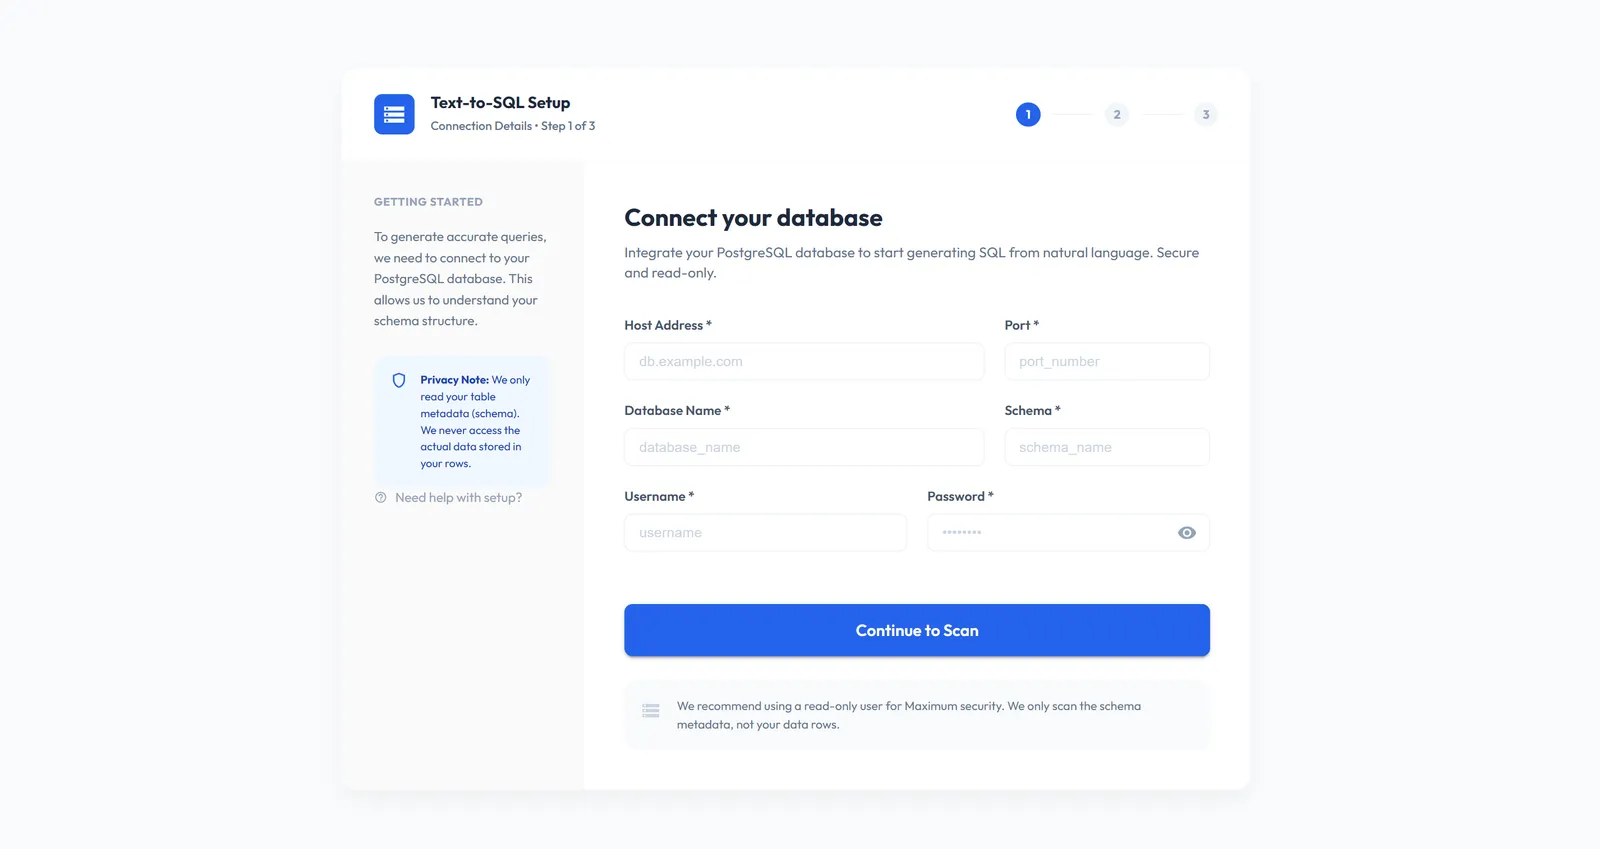 Text-to-SQL Setup
Connection Details • Step 1 of 3
1
2
3
GETTING STARTED
To generate accurate queries,
we need to connect to your
PostgreSQL database. This
allows us to understand your
schema structure.
Privacy Note: We only
read your table
metadata (schema).
We never access the
actual data stored in
your rows.
Need help with setup?
Connect your database
Integrate your PostgreSQL database to start generating SQL from natural language. Secure
and read-only.
Host Address *
Port *
db.example.com
port_number
Database Name *
Schema *
database_name
schema_name
Username *
Password *
username
••••••••
Continue to Scan
We recommend using a read-only user for Maximum security. We only scan the schema
metadata, not your data rows.